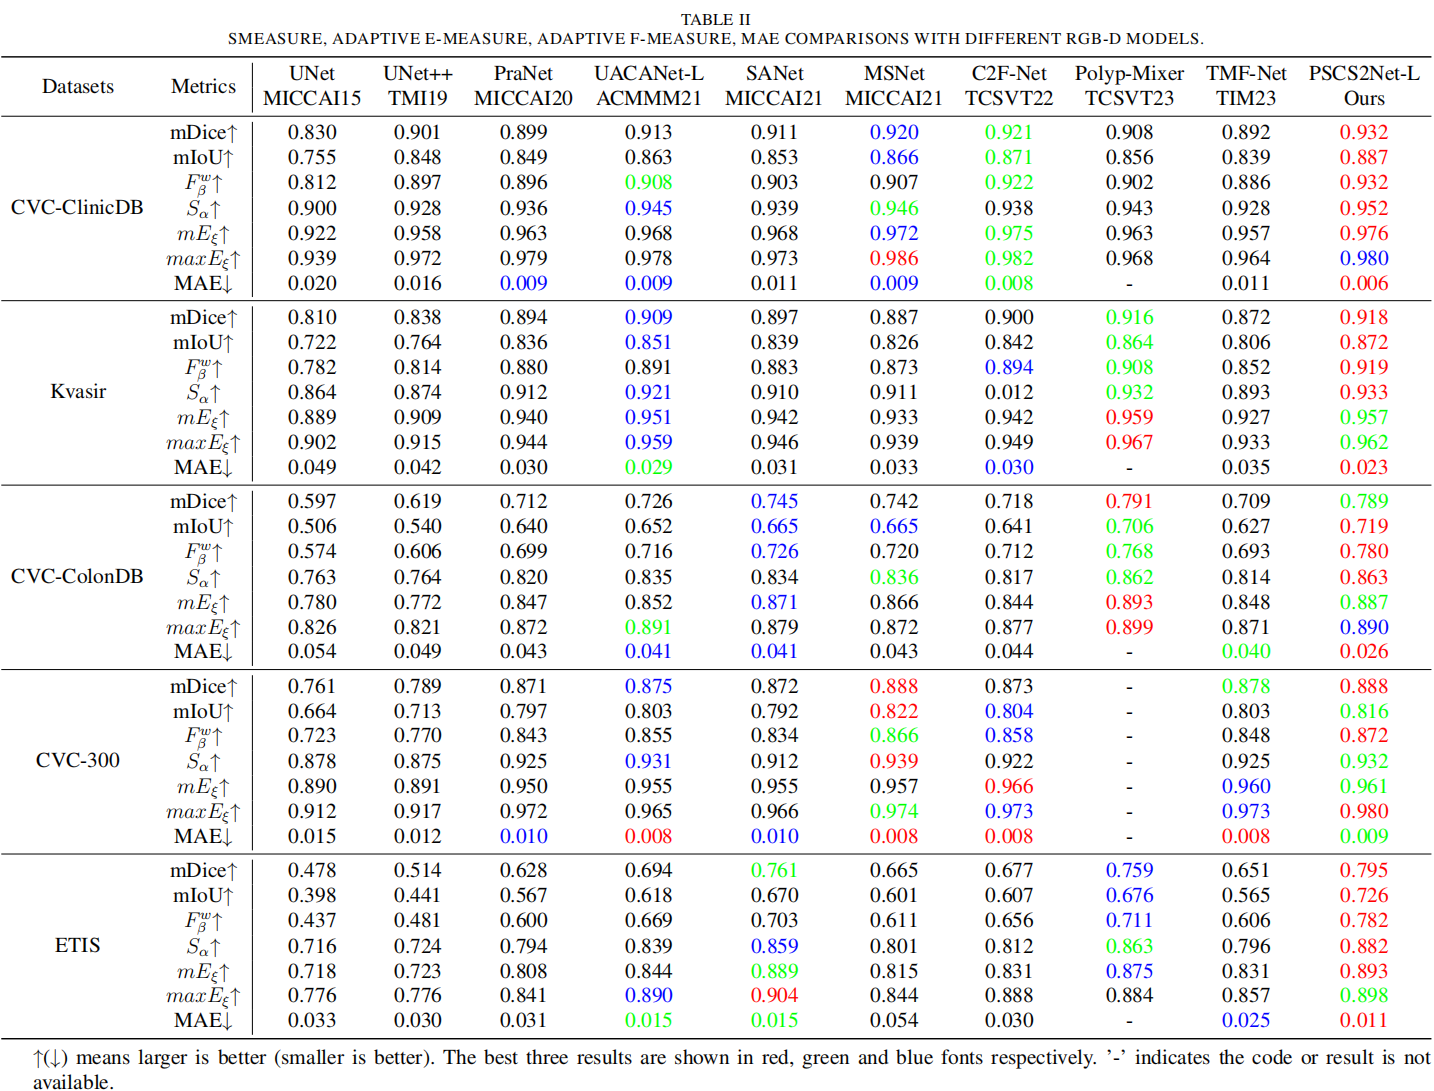 TABLE II
SMEASURE, ADAPTIVE E-MEASURE, ADAPTIVE F-MEASURE, MAE COMPARISONS WITH DIFFERENT RGB-D MODELS.
Datasets Metrics UNet UNet++ PraNet UACANet-L SANet MSNet C2F-Net Polyp-Mixer TMF-Net PSCS2Net-L
MICCAI15 TMI19 MICCAI20 ACMMM21 MICCAI21 MICCAI21 TCSVT22 TCSVT23 TIM23 Ours
mDice↑ 0.830 0.901 0.899 0.913 0.911 0.920 0.921 0.908 0.892 0.932
mIoU↑ 0.755 0.848 0.849 0.863 0.853 0.866 0.871 0.856 0.839 0.887
F_β^w↑ 0.812 0.897 0.896 0.908 0.903 0.907 0.922 0.902 0.886 0.932
CVC-ClinicDB S_α↑ 0.900 0.928 0.936 0.945 0.939 0.946 0.938 0.943 0.928 0.952
mE_ξ↑ 0.922 0.958 0.963 0.968 0.968 0.972 0.975 0.963 0.957 0.976
maxE_ξ↑ 0.939 0.972 0.979 0.978 0.973 0.986 0.982 0.968 0.964 0.980
MAE↓ 0.020 0.016 0.009 0.009 0.011 0.009 0.008 - 0.011 0.006
mDice↑ 0.810 0.838 0.894 0.909 0.897 0.887 0.900 0.916 0.872 0.918
mIoU↑ 0.722 0.764 0.836 0.851 0.839 0.826 0.842 0.864 0.806 0.872
F_β^w↑ 0.782 0.814 0.880 0.891 0.883 0.873 0.894 0.908 0.852 0.919
Kvasir S_α↑ 0.864 0.874 0.912 0.921 0.910 0.911 0.012 0.932 0.893 0.933
mE_ξ↑ 0.889 0.909 0.940 0.951 0.942 0.933 0.942 0.959 0.927 0.957
maxE_ξ↑ 0.902 0.915 0.944 0.959 0.946 0.939 0.949 0.967 0.933 0.962
MAE↓ 0.049 0.042 0.030 0.029 0.031 0.033 0.030 - 0.035 0.023
mDice↑ 0.597 0.619 0.712 0.726 0.745 0.742 0.718 0.791 0.709 0.789
mIoU↑ 0.506 0.540 0.640 0.652 0.665 0.665 0.641 0.706 0.627 0.719
F_β^w↑ 0.574 0.606 0.699 0.716 0.726 0.720 0.712 0.768 0.693 0.780
CVC-ColonDB S_α↑ 0.763 0.764 0.820 0.835 0.834 0.836 0.817 0.862 0.814 0.863
mE_ξ↑ 0.780 0.772 0.847 0.852 0.871 0.866 0.844 0.893 0.848 0.887
maxE_ξ↑ 0.826 0.821 0.872 0.891 0.879 0.872 0.877 0.899 0.871 0.890
MAE↓ 0.054 0.049 0.043 0.041 0.041 0.043 0.044 - 0.040 0.026
mDice↑ 0.761 0.789 0.871 0.875 0.872 0.888 0.873 - 0.878 0.888
mIoU↑ 0.664 0.713 0.797 0.803 0.792 0.822 0.804 - 0.803 0.816
F_β^w↑ 0.723 0.770 0.843 0.855 0.834 0.866 0.858 - 0.848 0.872
CVC-300 S_α↑ 0.878 0.875 0.925 0.931 0.912 0.939 0.922 - 0.925 0.932
mE_ξ↑ 0.890 0.891 0.950 0.955 0.955 0.957 0.966 - 0.960 0.961
maxE_ξ↑ 0.912 0.917 0.972 0.965 0.966 0.974 0.973 - 0.973 0.980
MAE↓ 0.015 0.012 0.010 0.008 0.010 0.008 0.008 - 0.008 0.009
mDice↑ 0.478 0.514 0.628 0.694 0.761 0.665 0.677 0.759 0.651 0.795
mIoU↑ 0.398 0.441 0.567 0.618 0.670 0.601 0.607 0.676 0.565 0.726
F_β^w↑ 0.437 0.481 0.600 0.669 0.703 0.611 0.656 0.711 0.606 0.782
ETIS S_α↑ 0.716 0.724 0.794 0.839 0.859 0.801 0.812 0.863 0.796 0.882
mE_ξ↑ 0.718 0.723 0.808 0.844 0.889 0.815 0.831 0.875 0.831 0.893
maxE_ξ↑ 0.776 0.776 0.841 0.890 0.904 0.844 0.888 0.884 0.857 0.898
MAE↓ 0.033 0.030 0.031 0.015 0.015 0.054 0.030 - 0.025 0.011
↑(↓) means larger is better (smaller is better). The best three results are shown in red, green and blue fonts respectively. '-' indicates the code or result is not
available.